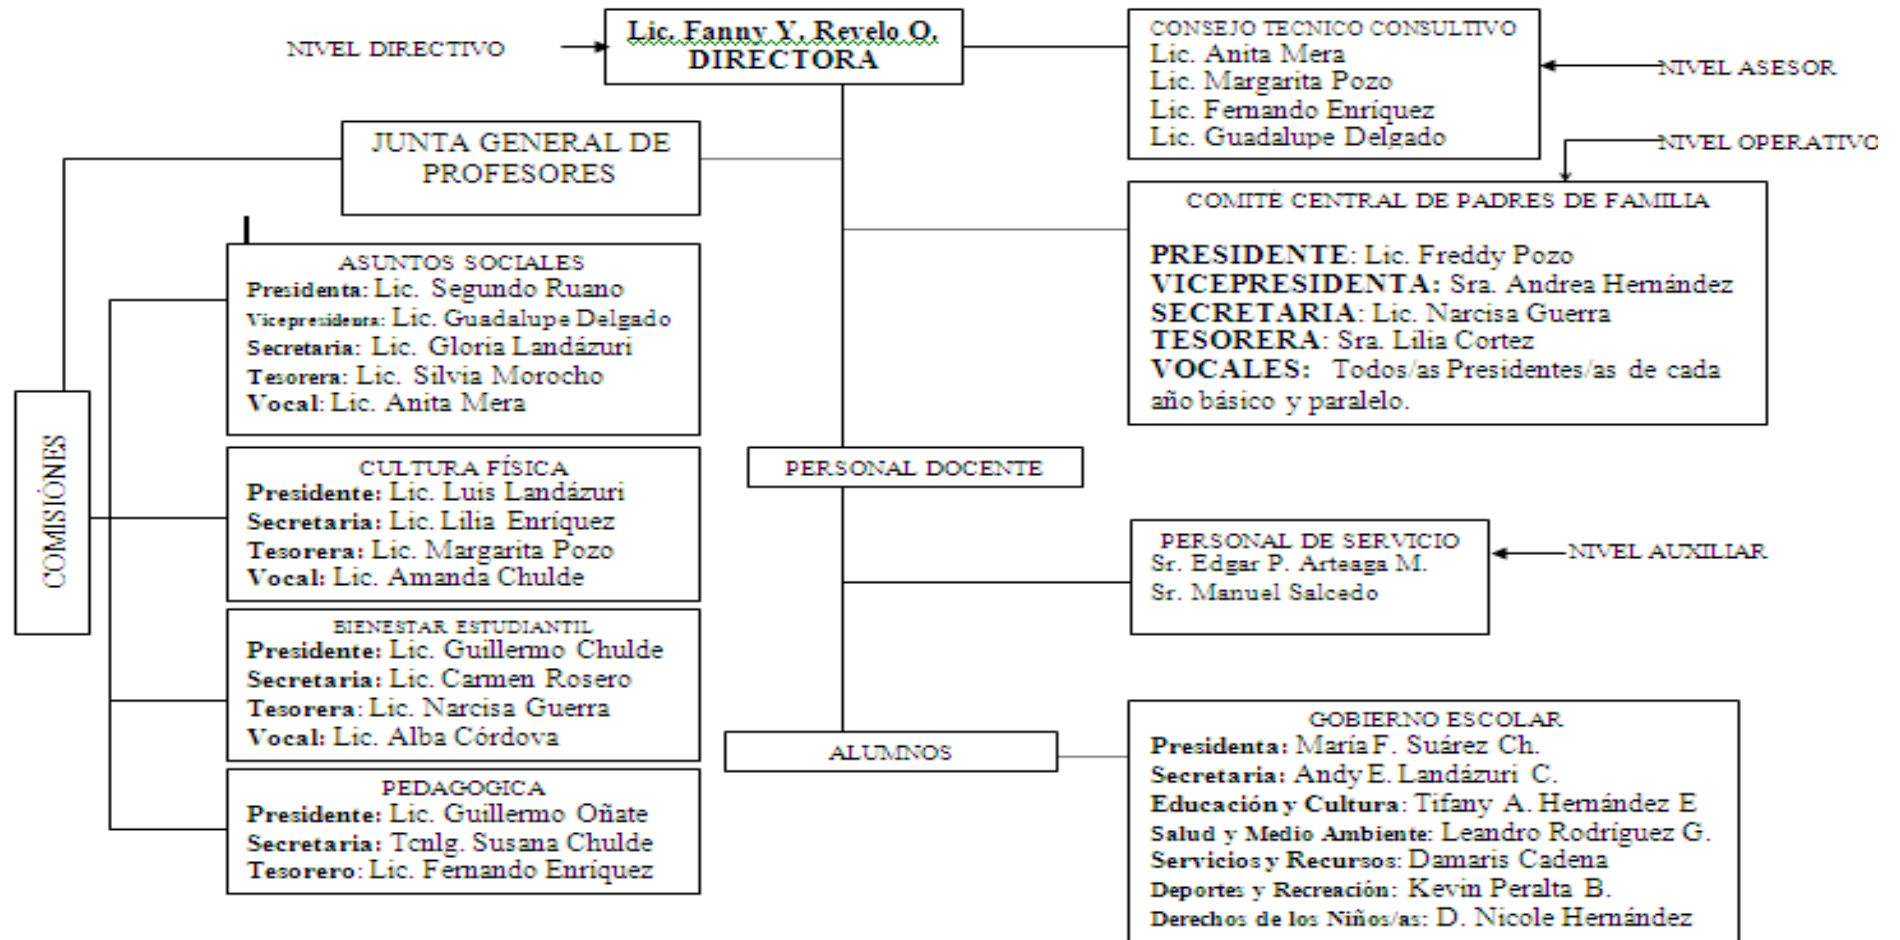 NIVEL DIRECTIVO
Lic. Fanny Y. Revelo O.
DIRECTORA
CONSEJO TECNICO CONSULTIVO
Lic. Anita Mera
Lic. Margarita Pozo
Lic. Fernando Enríquez
Lic. Guadalupe Delgado
NIVEL ASESOR
NIVEL OPERATIVO
JUNTA GENERAL DE
PROFESORES
COMITÉ CENTRAL DE PADRES DE FAMILIA
PRESIDENTE: Lic. Freddy Pozo
VICEPRESIDENTA: Sra. Andrea Hernández
SECRETARIA: Lic. Narcisa Guerra
TESORERA: Sra. Lilia Cortez
VOCALES: Todos/as Presidentes/as de cada
año básico y paralelo.
COMISIONES
ASUNTOS SOCIALES
Presidenta: Lic. Segundo Ruano
Vicepresidenta: Lic. Guadalupe Delgado
Secretaria: Lic. Gloria Landázuri
Tesorera: Lic. Silvia Morocho
Vocal: Lic. Anita Mera
CULTURA FÍSICA
Presidente: Lic. Luis Landázuri
Secretaria: Lic. Lilia Enríquez
Tesorera: Lic. Margarita Pozo
Vocal: Lic. Amanda Chulde
BIENESTAR ESTUDIANTIL
Presidente: Lic. Guillermo Chulde
Secretaria: Lic. Carmen Rosero
Tesorera: Lic. Narcisa Guerra
Vocal: Lic. Alba Córdova
PEDAGOGICA
Presidente: Lic. Guillermo Oñate
Secretaria: Tcnlg. Susana Chulde
Tesorero: Lic. Fernando Enríquez
PERSONAL DOCENTE
PERSONAL DE SERVICIO
Sr. Edgar P. Arteaga M.
Sr. Manuel Salcedo
NIVEL AUXILIAR
ALUMNOS
GOBIERNO ESCOLAR
Presidenta: María F. Suárez Ch.
Secretaria: Andy E. Landázuri C.
Educación y Cultura: Tifany A. Hernández E
Salud y Medio Ambiente: Leandro Rodríguez G.
Servicios y Recursos: Damaris Cadena
Deportes y Recreación: Kevin Peralta B.
Derechos de los Niños/as: D. Nicole Hernández